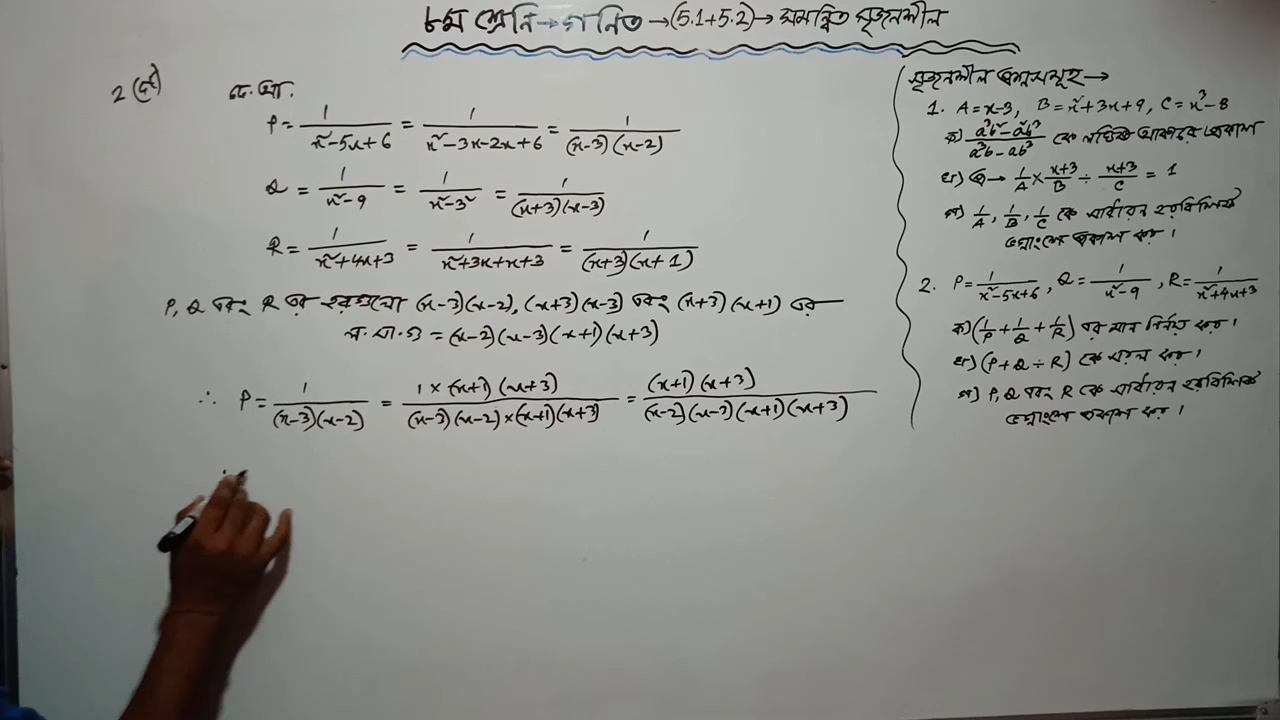 ৮ম শ্রেনি → গনিত → (5.1+5.2) → সমন্বিত সৃজনশীল
2 (গ) দে.আ.
P = 1/(x²-5x+6) = 1/(x²-3x-2x+6) = 1/((x-3)(x-2))
Q = 1/(x²-9) = 1/(x²-3²) = 1/((x+3)(x-3))
R = 1/(x²+4x+3) = 1/(x²+3x+x+3) = 1/((x+3)(x+1))
P, Q এবং R এর হরগুলো (x-3)(x-2), (x+3)(x-3) এবং (x+3)(x+1) এর
ল.সা.গু = (x-2)(x-3)(x+1)(x+3)
∴ P = 1/((x-3)(x-2)) = (1×(x+1)(x+3))/((x-3)(x-2)×(x+1)(x+3)) = ((x+1)(x+3))/((x-2)(x-3)(x+1)(x+3))
সৃজনশীল প্রশ্নসমূহ →
1. A = x-3, B = x²+3x+9, C = x³-8
ক) (a³b²-a²b³)/(a³b-ab³) কে লঘিষ্ঠ আকারে প্রকাশ
খ) প্র → 1/A × (x+3)/B ÷ (x+3)/C = 1
গ) 1/A, 1/B, 1/C কে সাধারন হরবিশিষ্ট
ভগ্নাংশে প্রকাশ কর।
2. P = 1/(x²-5x+6), Q = 1/(x²-9), R = 1/(x²+4x+3)
ক) (1/P + 1/Q + 1/R) এর মান নির্নয় কর।
খ) (P + Q ÷ R) কে সরল কর।
গ) P, Q এবং R কে সাধারন হরবিশিষ্ট
ভগ্নাংশে প্রকাশ কর।